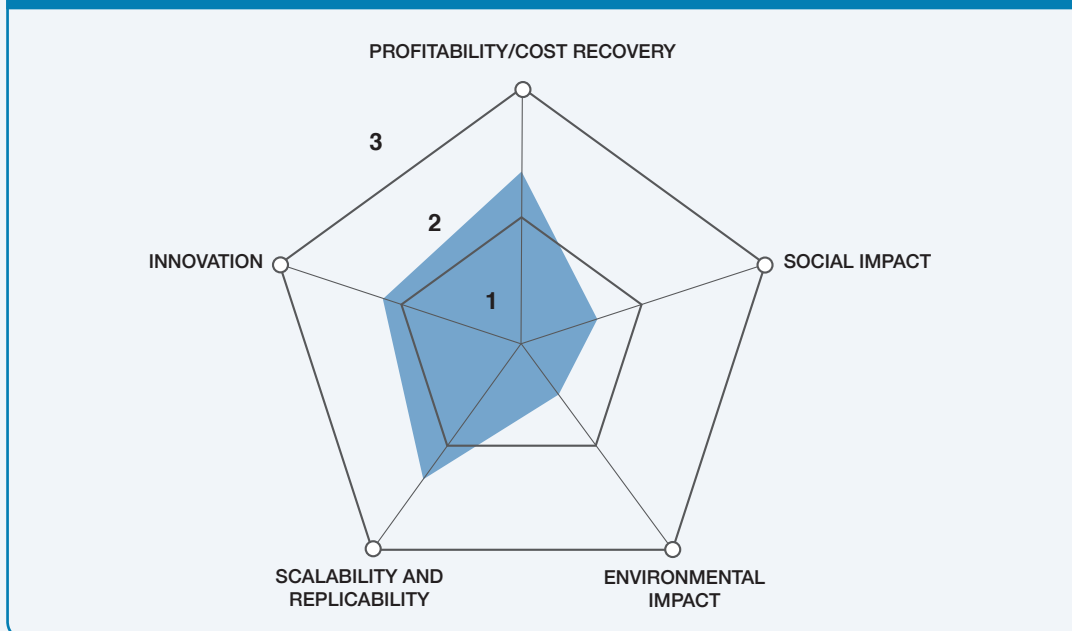 PROFITABILITY/COST RECOVERY
3
2
INNOVATION
SOCIAL IMPACT
1
SCALABILITY AND
REPLICABILITY
ENVIRONMENTAL
IMPACT